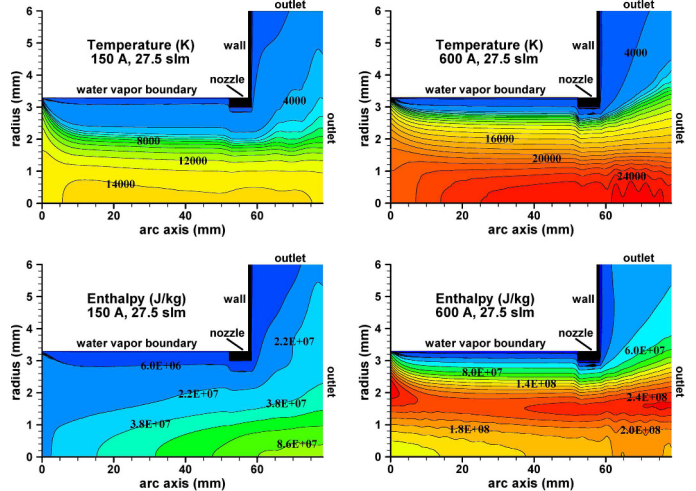 outlet
Temperature (K)
150 A, 27.5 slm
wall
nozzle
water vapor boundary
4000
8000
12000
14000
radius (mm)
outlet
0 1 2 3 4 5 6
0 20 40 60
arc axis (mm)
outlet
Temperature (K)
600 A, 27.5 slm
wall
nozzle
water vapor boundary
4000
16000
20000
24000
radius (mm)
outlet
0 1 2 3 4 5 6
0 20 40 60
arc axis (mm)
outlet
Enthalpy (J/kg)
150 A, 27.5 slm
wall
nozzle
water vapor boundary
2.2E+07
6.0E+06
2.2E+07
3.8E+07
3.8E+07
8.6E+07
radius (mm)
outlet
0 1 2 3 4 5 6
0 20 40 60
arc axis (mm)
outlet
Enthalpy (J/kg)
600 A, 27.5 slm
wall
nozzle
water vapor boundary
6.0E+07
8.0E+07
1.4E+08
2.4E+08
1.8E+08
2.0E+08
radius (mm)
outlet
0 1 2 3 4 5 6
0 20 40 60
arc axis (mm)